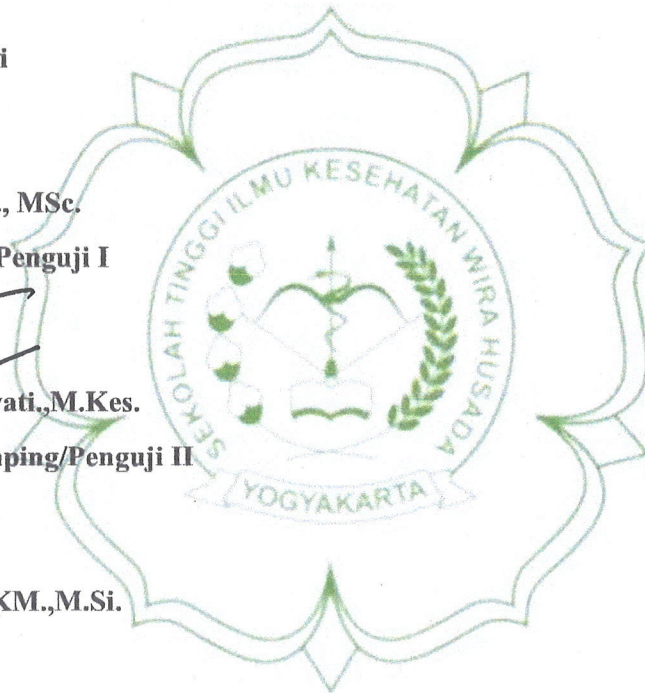 i
., MSc.
Penguji I
SEKOLAH TINGGI ILMU KESEHATAN WIRA HUSADA
vati.,M.Kes.
ping/Penguji II
YOGYAKARTA
KM.,M.Si.